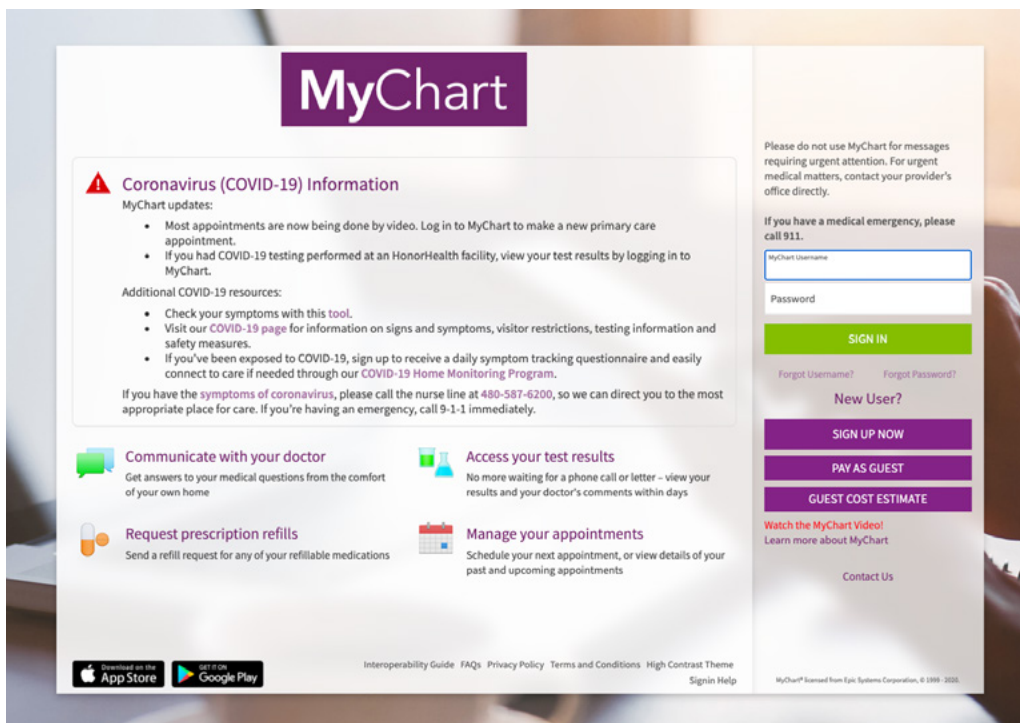 MyChart
Coronavirus (COVID-19) Information
MyChart updates:
• Most appointments are now being done by video. Log in to MyChart to make a new primary care
appointment.
• If you had COVID-19 testing performed at an HonorHealth facility, view your test results by logging in to
MyChart.
Additional COVID-19 resources:
• Check your symptoms with this tool.
• Visit our COVID-19 page for information on signs and symptoms, visitor restrictions, testing information and
safety measures.
• If you've been exposed to COVID-19, sign up to receive a daily symptom tracking questionnaire and easily
connect to care if needed through our COVID-19 Home Monitoring Program.
If you have the symptoms of coronavirus, please call the nurse line at 480-587-6200, so we can direct you to the most
appropriate place for care. If you're having an emergency, call 9-1-1 immediately.
Communicate with your doctor
Get answers to your medical questions from the comfort
of your own home
Access your test results
No more waiting for a phone call or letter – view your
results and your doctor's comments within days
Request prescription refills
Send a refill request for any of your refillable medications
Manage your appointments
Schedule your next appointment, or view details of your
past and upcoming appointments
Download on the
App Store
GET IT ON
Google Play
Interoperability Guide FAQs Privacy Policy Terms and Conditions High Contrast Theme
Signin Help
Please do not use MyChart for messages
requiring urgent attention. For urgent
medical matters, contact your provider's
office directly.
If you have a medical emergency, please
call 911.
MyChart Username
Password
SIGN IN
Forgot Username? Forgot Password?
New User?
SIGN UP NOW
PAY AS GUEST
GUEST COST ESTIMATE
Watch the MyChart Video!
Learn more about MyChart
Contact Us
MyChart® licensed from Epic Systems Corporation, © 1999 - 2020.